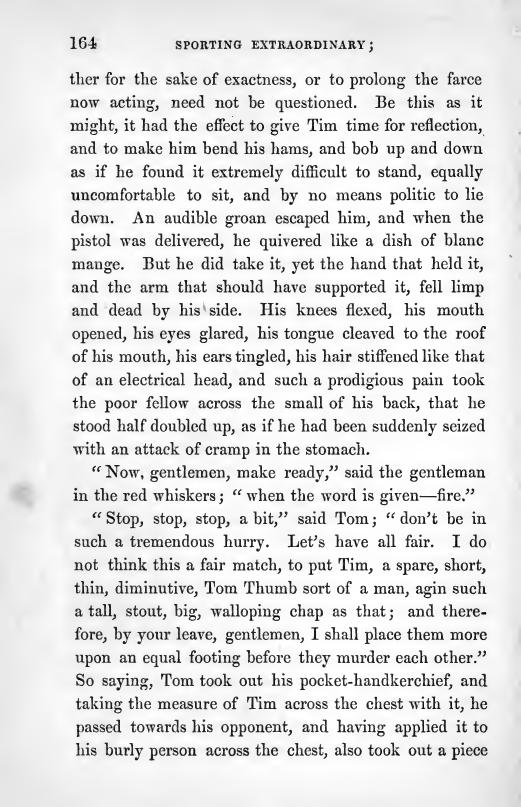 164 SPORTING EXTRAORDINARY;
ther for the sake of exactness, or to prolong the farce
now acting, need not be questioned. Be this as it
might, it had the effect to give Tim time for reflection,
and to make him bend his hams, and bob up and down
as if he found it extremely difficult to stand, equally
uncomfortable to sit, and by no means politic to lie
down. An audible groan escaped him, and when the
pistol was delivered, he quivered like a dish of blanc
mange. But he did take it, yet the hand that held it,
and the arm that should have supported it, fell limp
and dead by his side. His knees flexed, his mouth
opened, his eyes glared, his tongue cleaved to the roof
of his mouth, his ears tingled, his hair stiffened like that
of an electrical head, and such a prodigious pain took
the poor fellow across the small of his back, that he
stood half doubled up, as if he had been suddenly seized
with an attack of cramp in the stomach.
“Now, gentlemen, make ready,” said the gentleman
in the red whiskers; “when the word is given—fire.”
“Stop, stop, stop, a bit,” said Tom; “don’t be in
such a tremendous hurry. Let’s have all fair. I do
not think this a fair match, to put Tim, a spare, short,
thin, diminutive, Tom Thumb sort of a man, agin such
a tall, stout, big, walloping chap as that; and there-
fore, by your leave, gentlemen, I shall place them more
upon an equal footing before they murder each other.”
So saying, Tom took out his pocket-handkerchief, and
taking the measure of Tim across the chest with it, he
passed towards his opponent, and having applied it to
his burly person across the chest, also took out a piece